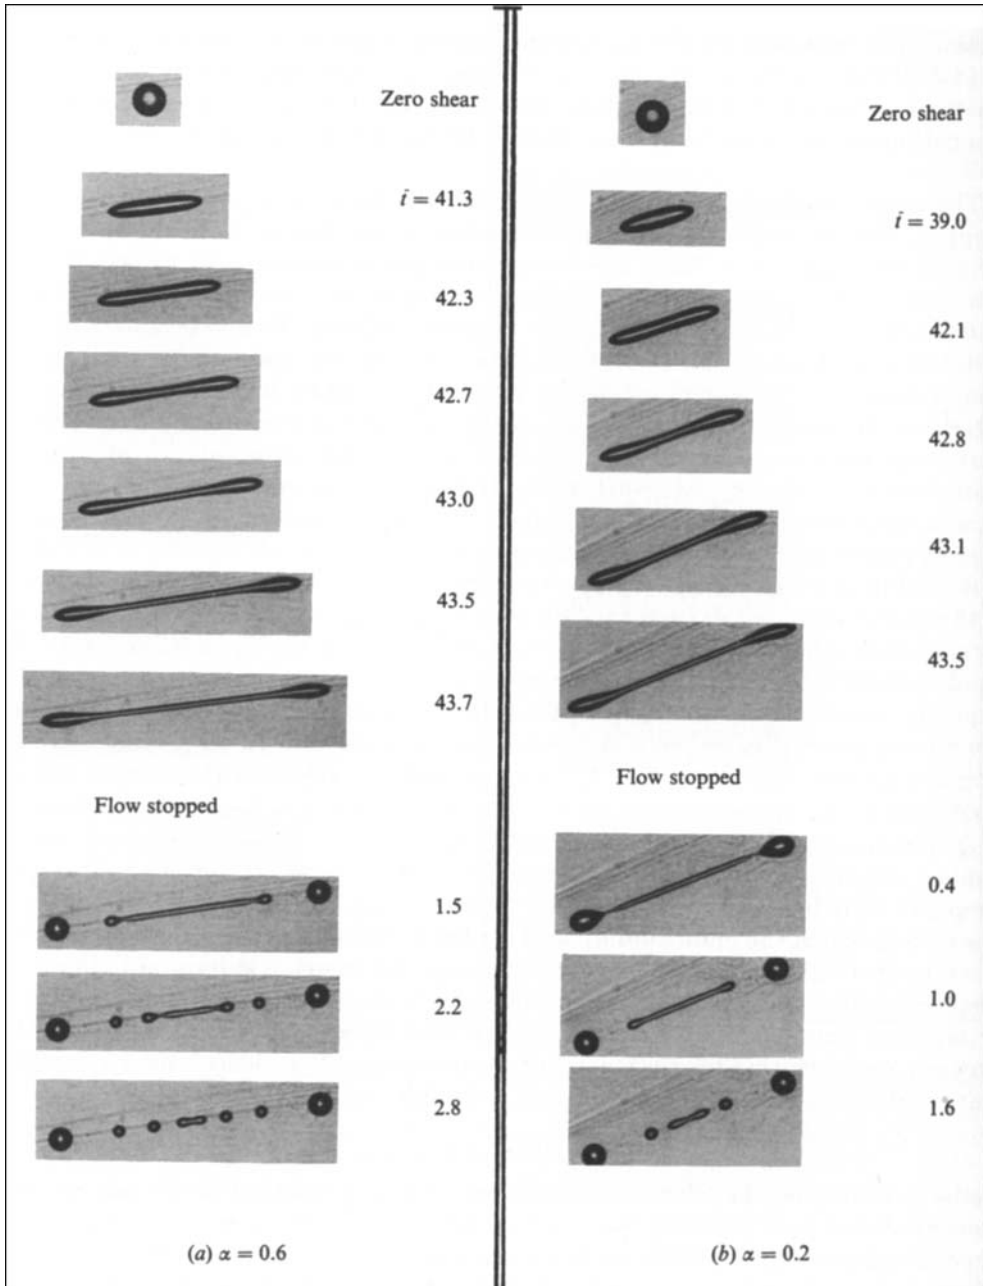 Zero shear
t̂ = 41.3
42.3
42.7
43.0
43.5
43.7
Flow stopped
1.5
2.2
2.8
(a) α = 0.6
Zero shear
t̂ = 39.0
42.1
42.8
43.1
43.5
Flow stopped
0.4
1.0
1.6
(b) α = 0.2